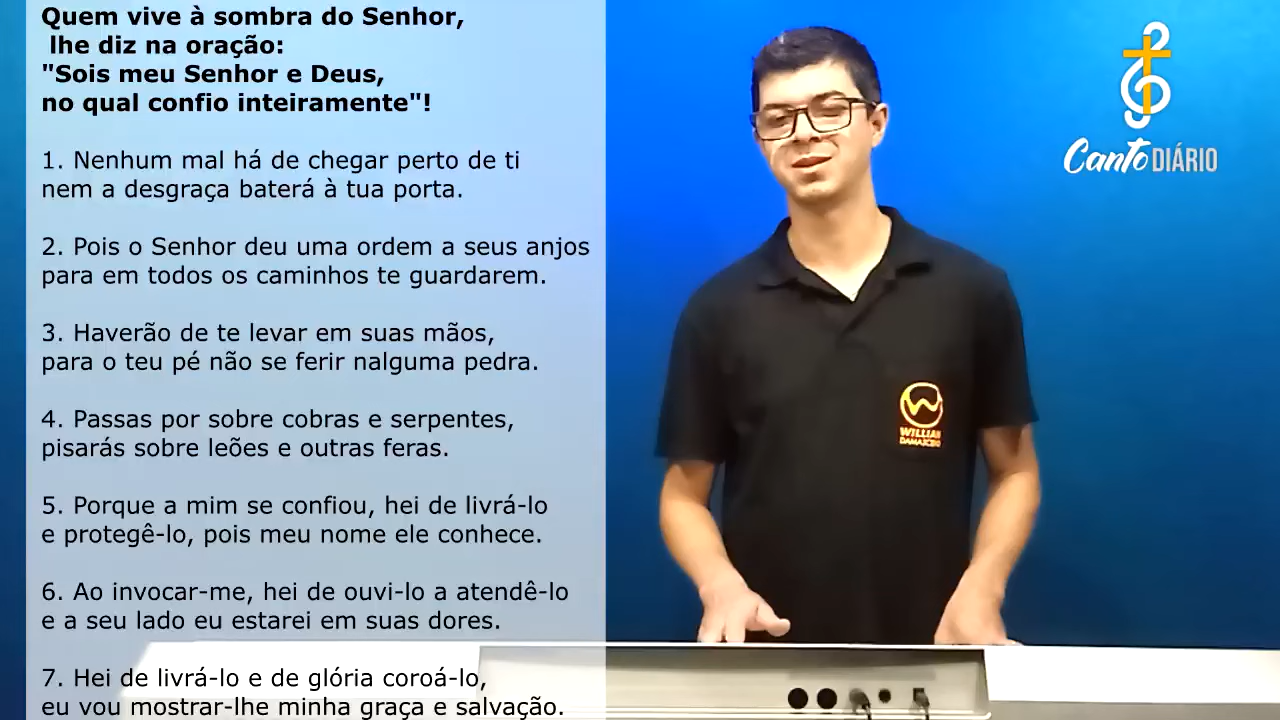 Quem vive à sombra do Senhor,
lhe diz na oração:
"Sois meu Senhor e Deus,
no qual confio inteiramente"!
1. Nenhum mal há de chegar perto de ti
nem a desgraça baterá à tua porta.
2. Pois o Senhor deu uma ordem a seus anjos
para em todos os caminhos te guardarem.
3. Haverão de te levar em suas mãos,
para o teu pé não se ferir nalguma pedra.
4. Passas por sobre cobras e serpentes,
pisarás sobre leões e outras feras.
5. Porque a mim se confiou, hei de livrá-lo
e protegê-lo, pois meu nome ele conhece.
6. Ao invocar-me, hei de ouvi-lo a atendê-lo
e a seu lado eu estarei em suas dores.
7. Hei de livrá-lo e de glória coroá-lo,
eu vou mostrar-lhe minha graça e salvação.
Canto DIÁRIO
WILLIAN